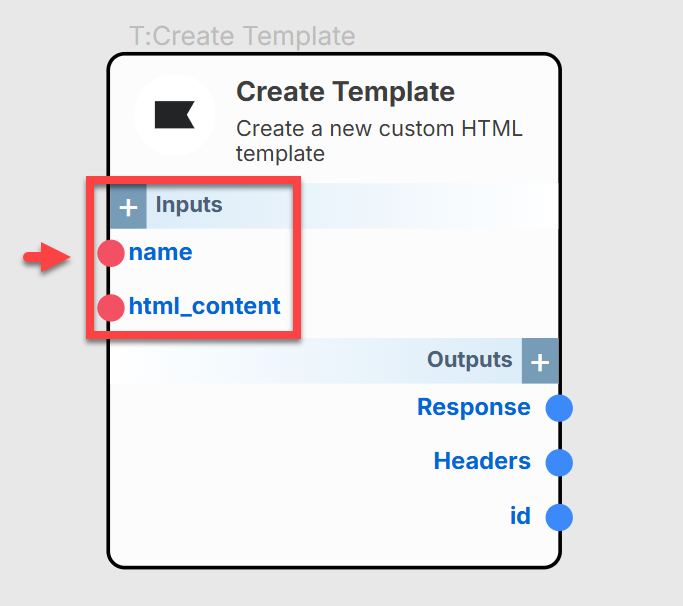 T:Create Template
Create Template
Create a new custom HTML
template
+ Inputs
name
html_content
Outputs +
Response
Headers
id